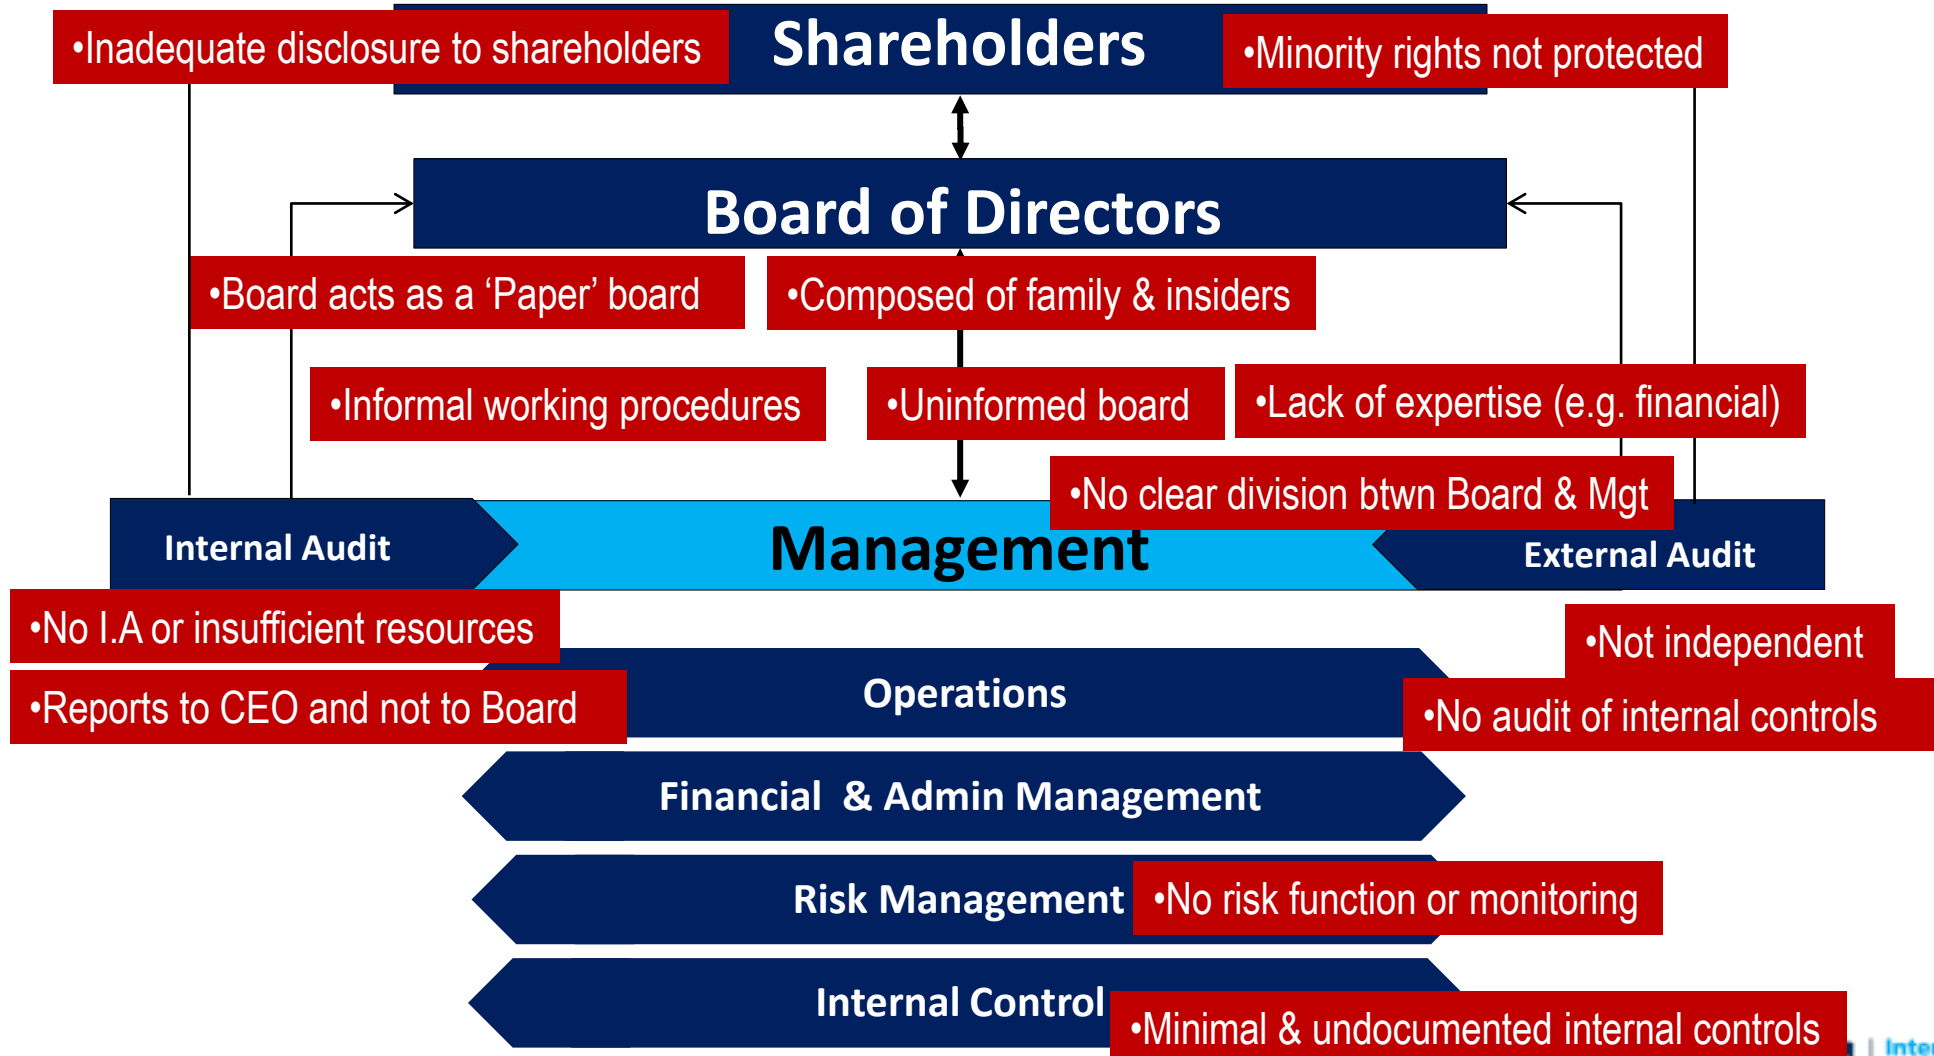 •Inadequate disclosure to shareholders
Shareholders
•Minority rights not protected
Board of Directors
•Board acts as a ‘Paper’ board
•Composed of family & insiders
•Informal working procedures
•Uninformed board
•Lack of expertise (e.g. financial)
•No clear division btwn Board & Mgt
Internal Audit
Management
External Audit
•No I.A or insufficient resources
•Not independent
•Reports to CEO and not to Board
Operations
•No audit of internal controls
Financial & Admin Management
Risk Management
•No risk function or monitoring
Internal Control
•Minimal & undocumented internal controls